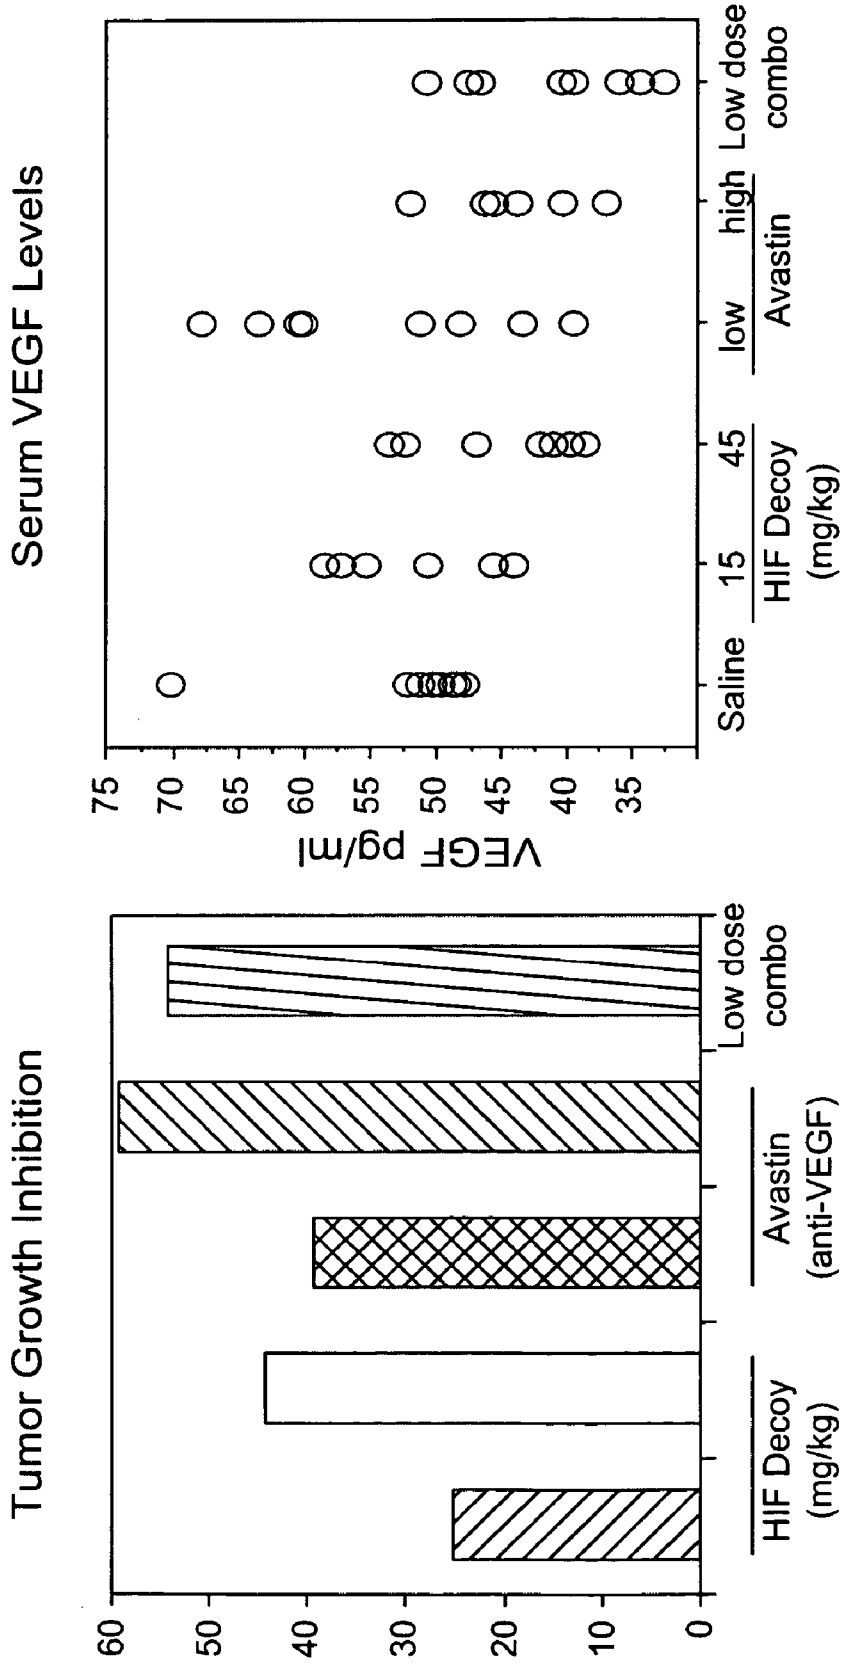 Tumor Growth Inhibition
60
50
40
30
20
10
0
HIF Decoy
(mg/kg)
Avastin
(anti-VEGF)
Low dose
combo
Serum VEGF Levels
VEGF pg/ml
75
70
65
60
55
50
45
40
35
Saline
15
45
HIF Decoy
(mg/kg)
low
high
Avastin
Low dose
combo